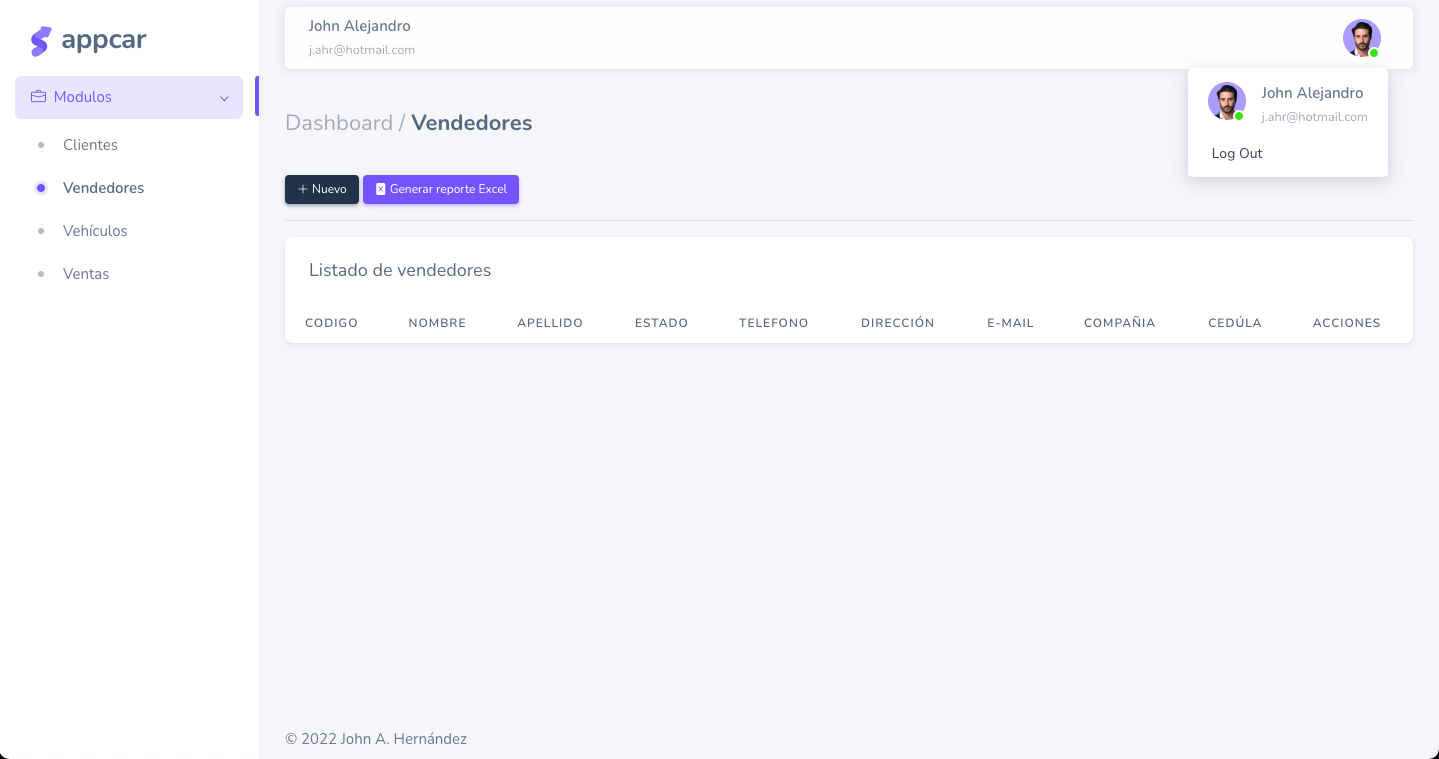 appcar
Modulos
Clientes
Vendedores
Vehículos
Ventas
John Alejandro
j.ahr@hotmail.com
John Alejandro
j.ahr@hotmail.com
Log Out
Dashboard / Vendedores
Nuevo
Generar reporte Excel
Listado de vendedores
CODIGO NOMBRE APELLIDO ESTADO TELEFONO DIRECCIÓN E-MAIL COMPAÑIA CEDÚLA ACCIONES
© 2022 John A. Hernández